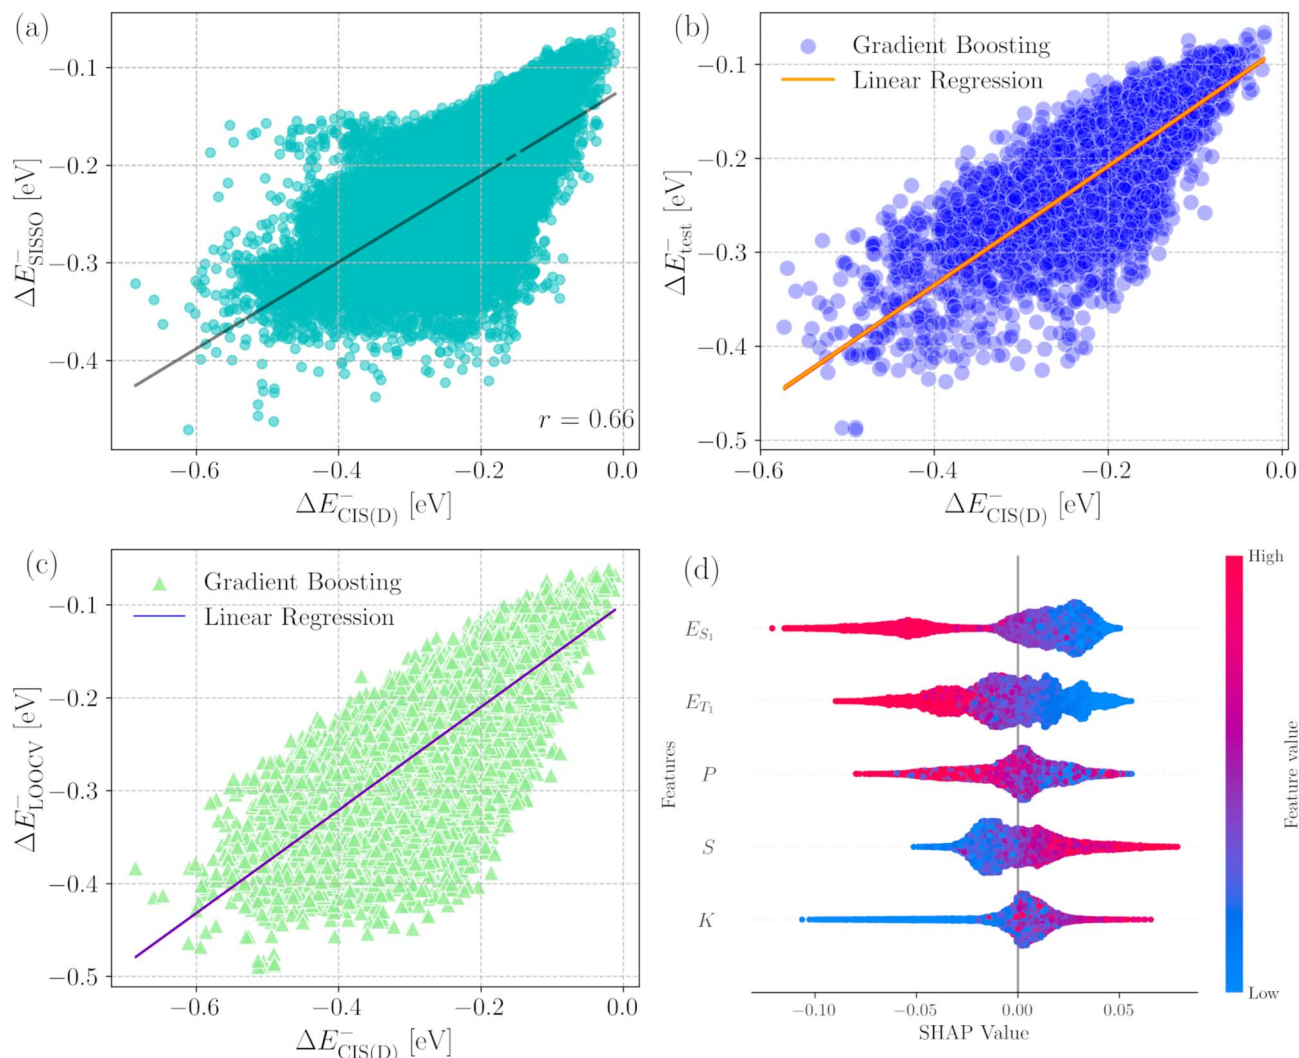 (a)
−0.1
−0.2
−0.3
−0.4
ΔE⁻SISSO [eV]
r = 0.66
−0.6 −0.4 −0.2 0.0
ΔE⁻CIS(D) [eV]
(b)
Gradient Boosting
Linear Regression
−0.1
−0.2
−0.3
−0.4
−0.5
ΔE⁻test [eV]
−0.6 −0.4 −0.2 0.0
ΔE⁻CIS(D) [eV]
(c)
Gradient Boosting
Linear Regression
−0.1
−0.2
−0.3
−0.4
−0.5
ΔE⁻LOOCV [eV]
−0.6 −0.4 −0.2 0.0
ΔE⁻CIS(D) [eV]
(d)
E_S₁
E_T₁
P
S
K
Features
−0.10 −0.05 0.00 0.05
SHAP Value
High
Low
Feature value